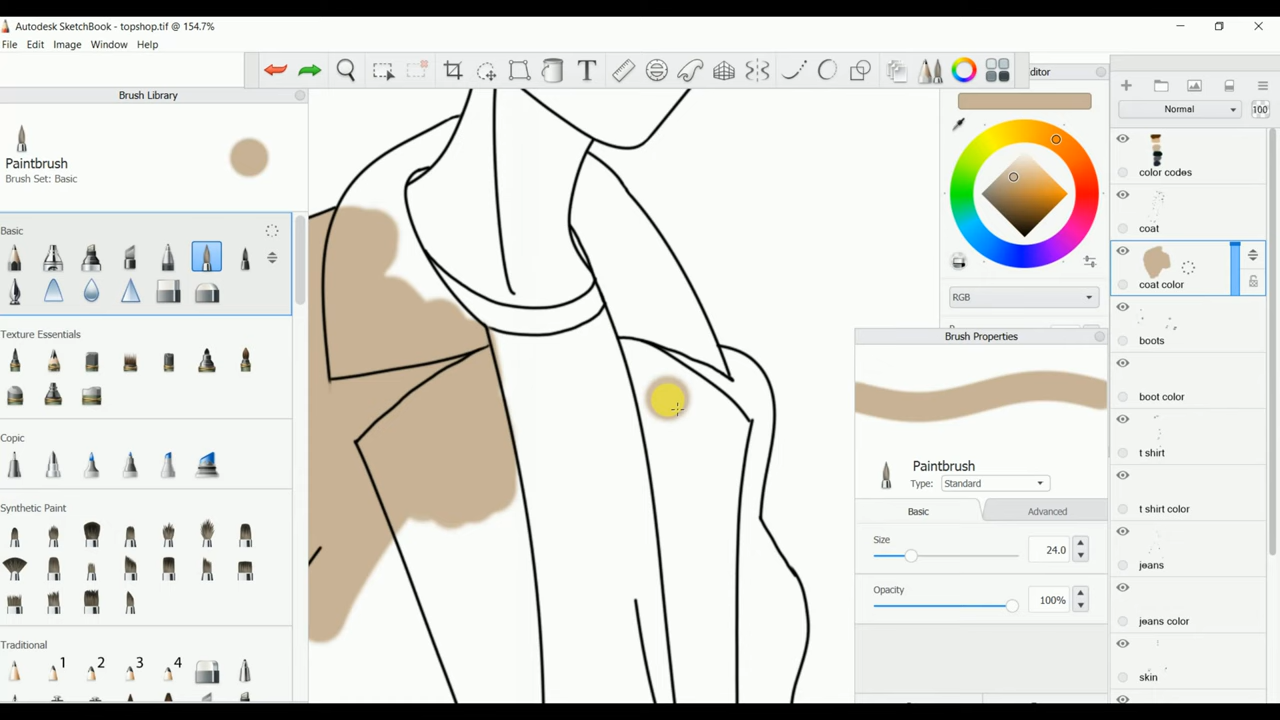 Autodesk SketchBook - topshop.tif @ 154.7%
File Edit Image Window Help
Brush Library
Paintbrush
Brush Set: Basic
Basic
Texture Essentials
Copic
Synthetic Paint
Traditional
1 2 3 4
T
ditor
RGB
Brush Properties
Paintbrush
Type: Standard
Basic Advanced
Size
24.0
Opacity
100%
Normal 100
color codes
coat
coat color
boots
boot color
t shirt
t shirt color
jeans
jeans color
skin